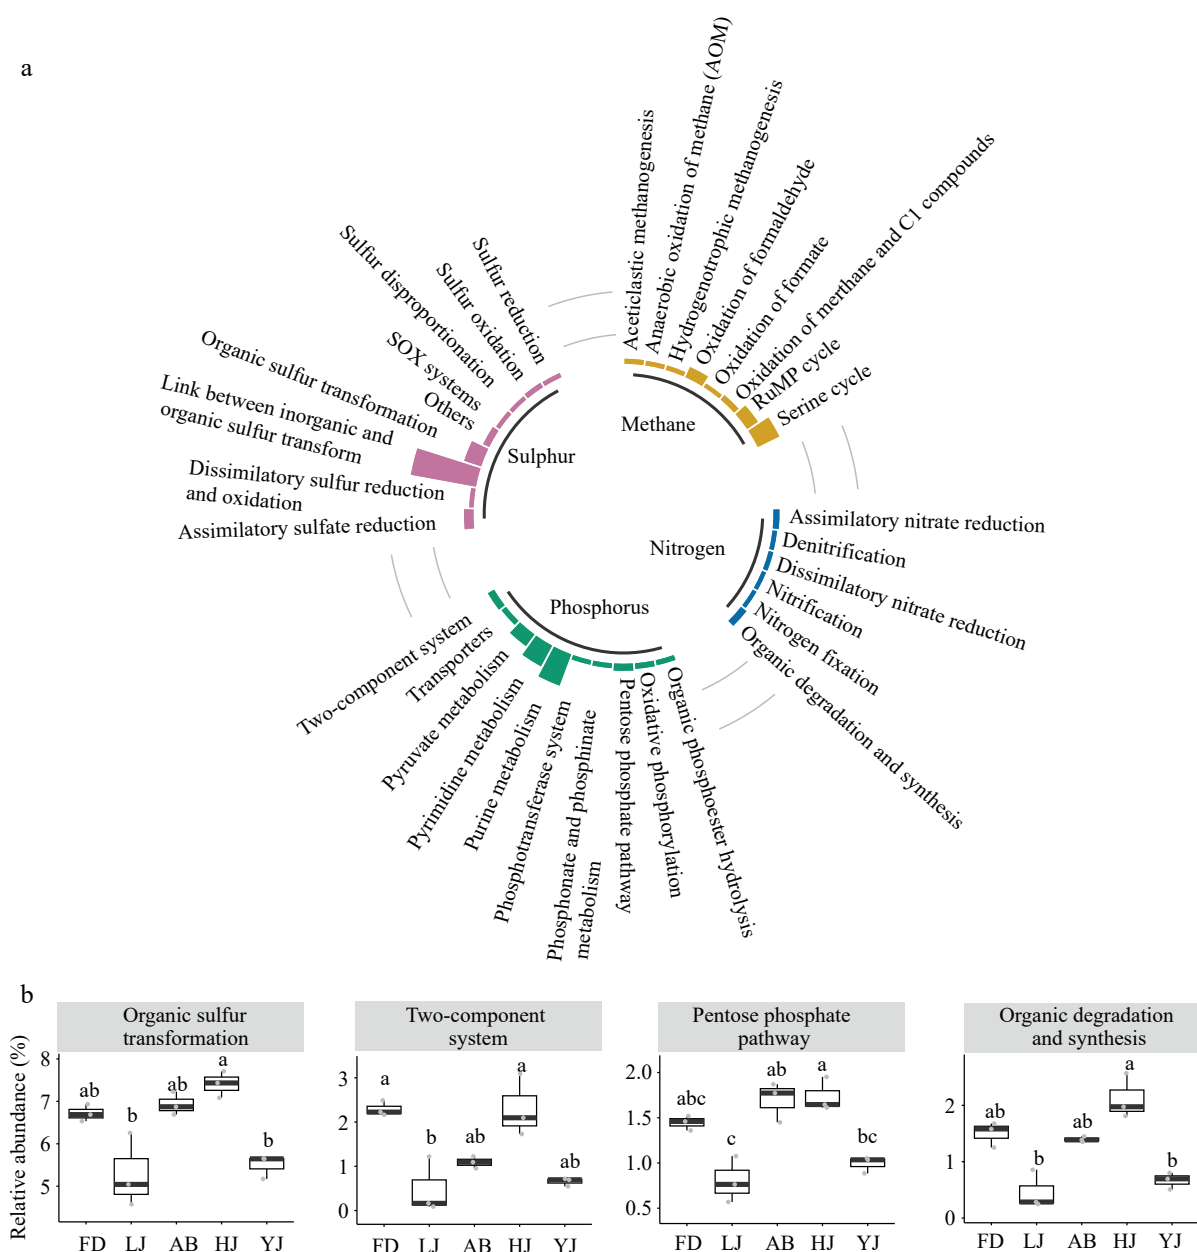 a
Aceticlastic methanogenesis
Anaerobic oxidation of methane (AOM)
Hydrogenotrophic methanogenesis
Oxidation of formaldehyde
Oxidation of formate
Oxidation of merthane and C1 compounds
RuMP cycle
Serine cycle
Methane
Sulfur reduction
Sulfur oxidation
Sulfur disproportionation
SOX systems
Others
Organic sulfur transformation
Link between inorganic and
organic sulfur transform
Dissimilatory sulfur reduction
and oxidation
Assimilatory sulfate reduction
Sulphur
Nitrogen
Assimilatory nitrate reduction
Denitrification
Dissimilatory nitrate reduction
Nitrification
Nitrogen fixation
Organic degradation and synthesis
Phosphorus
Two-component system
Transporters
Pyruvate metabolism
Pyrimidine metabolism
Purine metabolism
Phosphotransferase system
Phosphonate and phosphinate
metabolism
Pentose phosphate pathway
Oxidative phosphorylation
Organic phosphoester hydrolysis
b
Relative abundance (%)
Organic sulfur
transformation
8
7
6
5
ab
b
ab
a
b
FD LJ AB HJ YJ
Two-component
system
3
2
1
0
a
b
ab
a
ab
FD LJ AB HJ YJ
Pentose phosphate
pathway
2.0
1.5
1.0
0.5
abc
c
ab
a
bc
FD LJ AB HJ YJ
Organic degradation
and synthesis
2
1
0
ab
b
ab
a
b
FD LJ AB HJ YJ